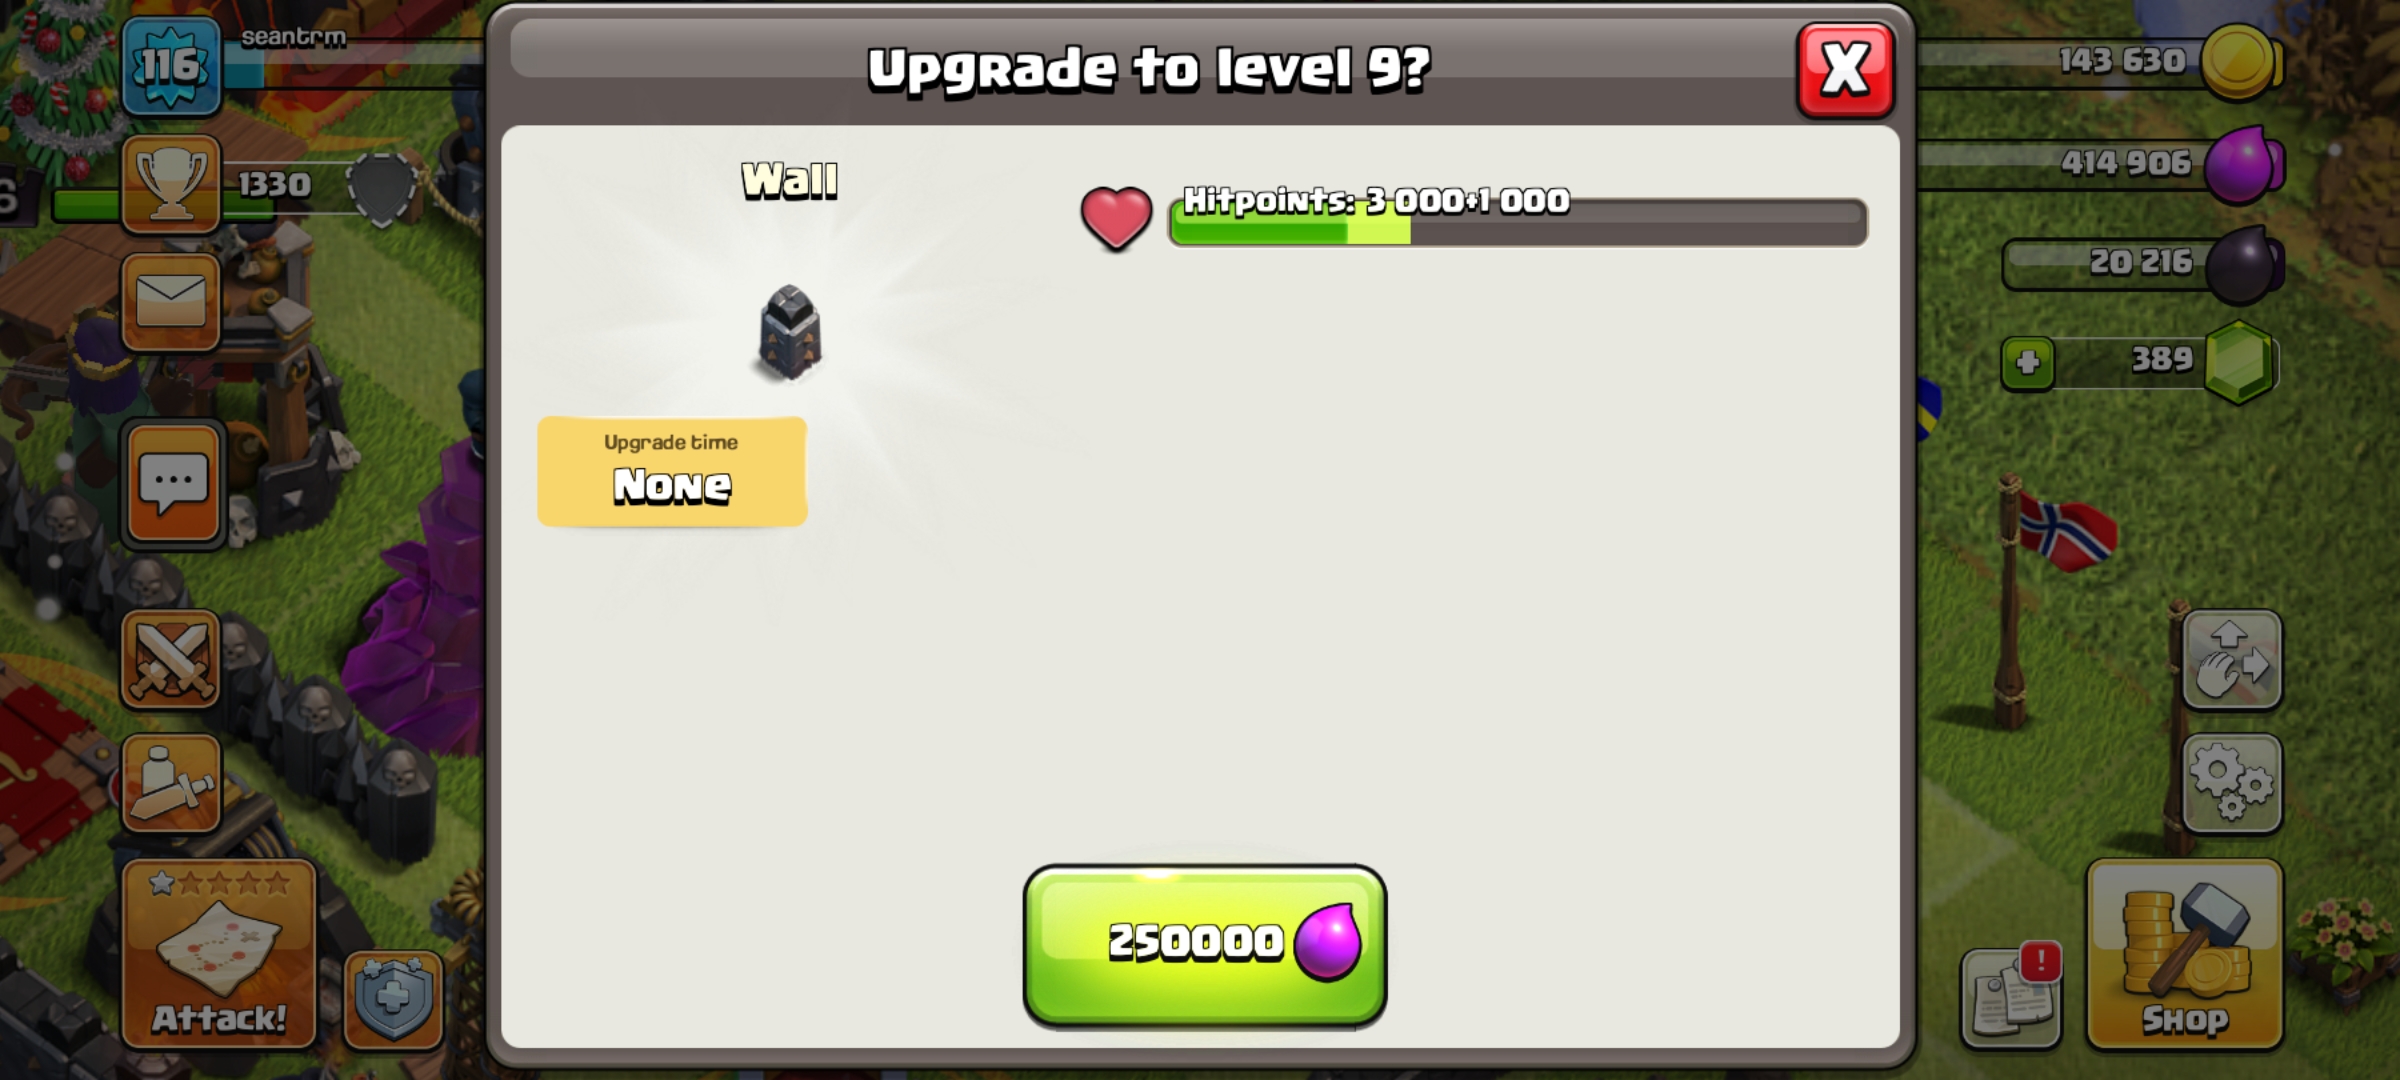 Upgrade to level 9?
X
116
seantrm
1330
6
143 630
414 906
20 216
389
Wall
Hitpoints: 3 000+1 000
Upgrade time
None
250000
Attack!
!
Shop